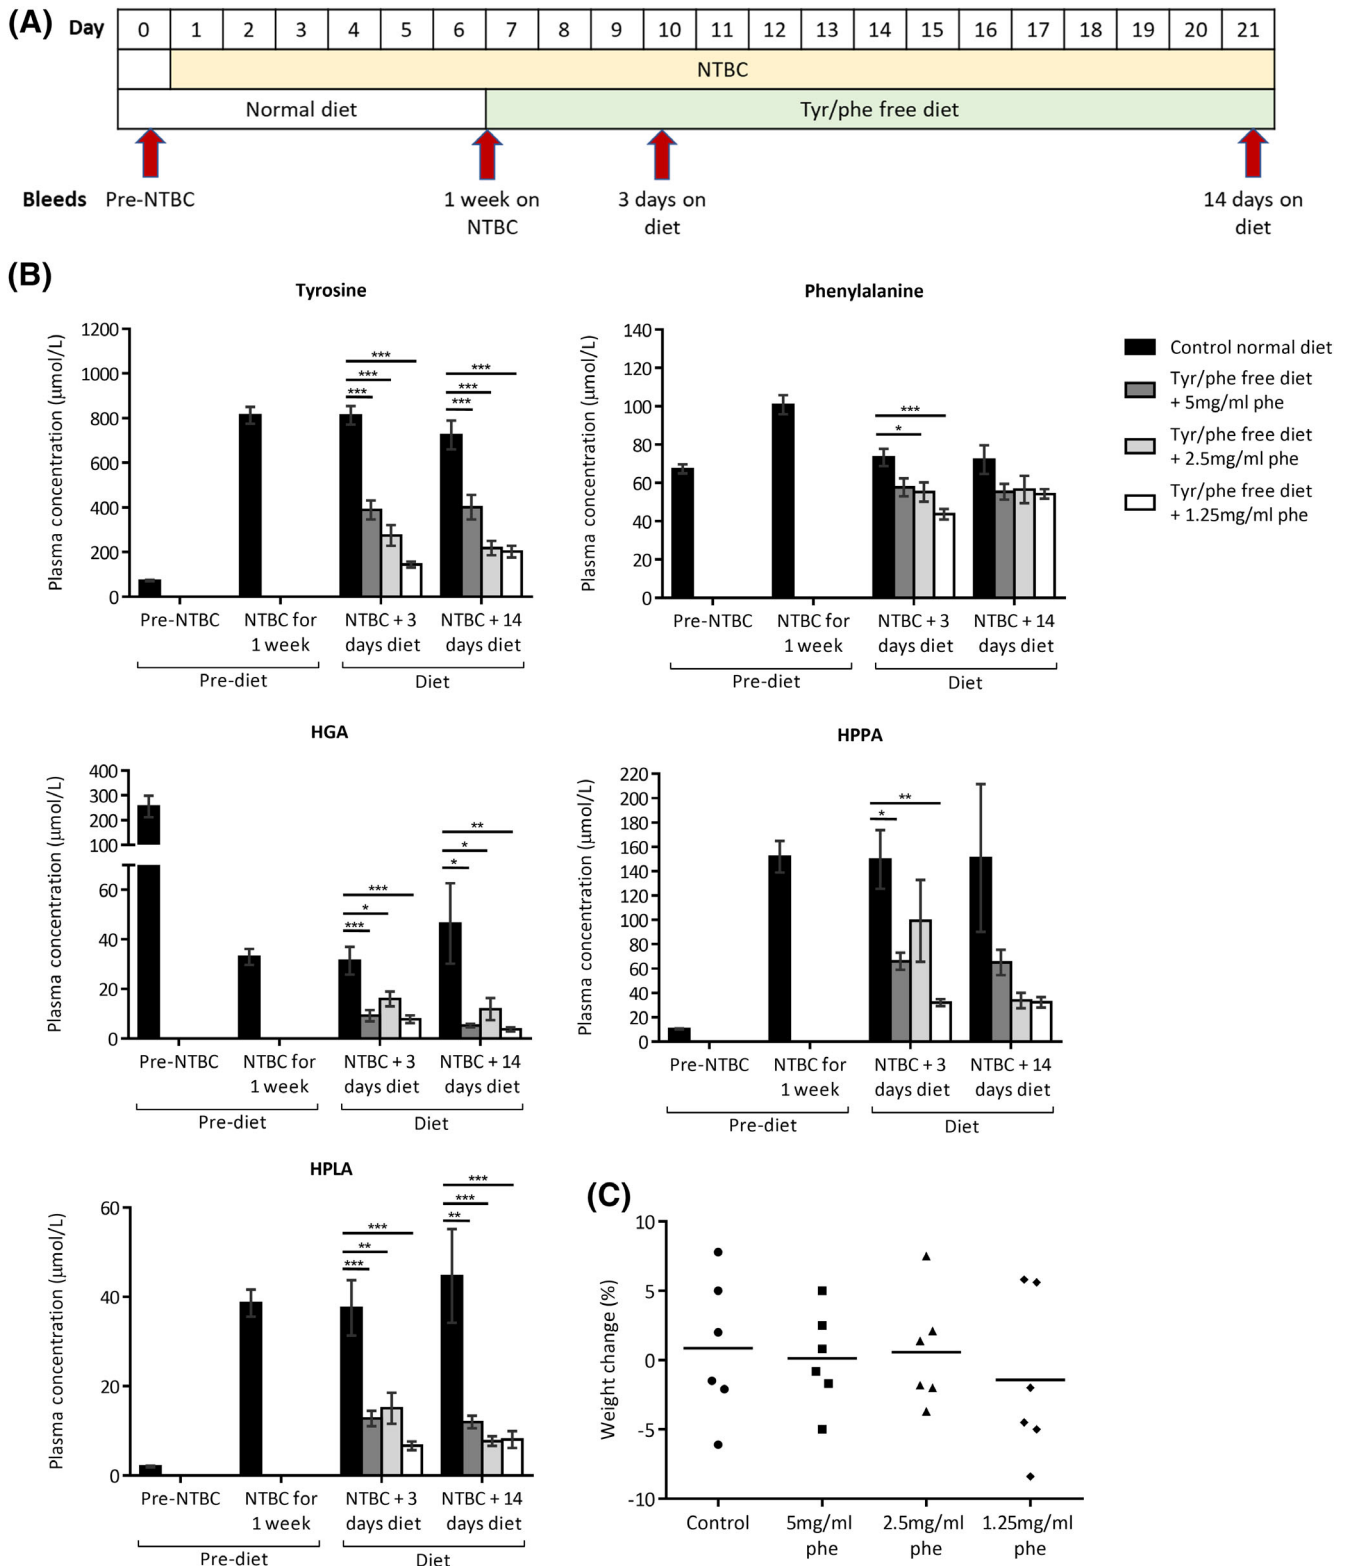 (A) Day 0 1 2 3 4 5 6 7 8 9 10 11 12 13 14 15 16 17 18 19 20 21
NTBC
Normal diet Tyr/phe free diet
Bleeds Pre-NTBC 1 week on 3 days on 14 days on
NTBC diet diet
(B)
Tyrosine
Plasma concentration (µmol/L)
1200
1000
800
600
400
200
0
*** *** ***
*** *** ***
Pre-NTBC NTBC for NTBC + 3 NTBC + 14
1 week days diet days diet
Pre-diet Diet
Phenylalanine
Plasma concentration (µmol/L)
140
120
100
80
60
40
20
0
***
*
Pre-NTBC NTBC for NTBC + 3 NTBC + 14
1 week days diet days diet
Pre-diet Diet
Control normal diet
Tyr/phe free diet
+ 5mg/ml phe
Tyr/phe free diet
+ 2.5mg/ml phe
Tyr/phe free diet
+ 1.25mg/ml phe
HGA
Plasma concentration (µmol/L)
400
300
200
100
60
40
20
0
***
*
***
**
*
*
Pre-NTBC NTBC for NTBC + 3 NTBC + 14
1 week days diet days diet
Pre-diet Diet
HPPA
Plasma concentration (µmol/L)
220
200
180
160
140
120
100
80
60
40
20
0
**
*
Pre-NTBC NTBC for NTBC + 3 NTBC + 14
1 week days diet days diet
Pre-diet Diet
HPLA
Plasma concentration (µmol/L)
60
40
20
0
***
**
***
***
***
**
Pre-NTBC NTBC for NTBC + 3 NTBC + 14
1 week days diet days diet
Pre-diet Diet
(C)
Weight change (%)
10
5
0
-5
-10
Control 5mg/ml 2.5mg/ml 1.25mg/ml
phe phe phe